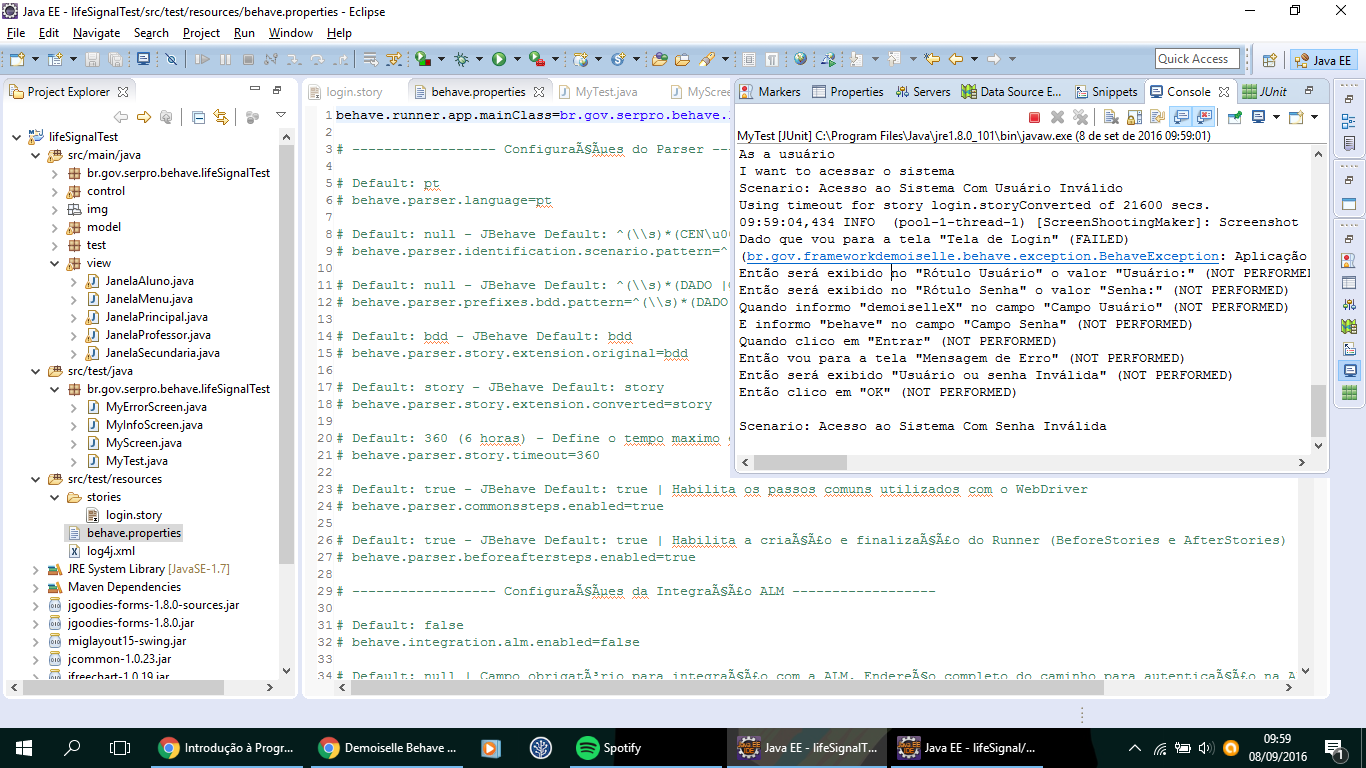 Java EE - lifeSignalTest/src/test/resources/behave.properties - Eclipse
File Edit Navigate Search Project Run Window Help
Quick Access
Java EE
Project Explorer
lifeSignalTest
src/main/java
br.gov.serpro.behave.lifeSignalTest
control
img
model
test
view
JanelaAluno.java
JanelaMenu.java
JanelaPrincipal.java
JanelaProfessor.java
JanelaSecundaria.java
src/test/java
br.gov.serpro.behave.lifeSignalTest
MyErrorScreen.java
MyInfoScreen.java
MyScreen.java
MyTest.java
src/test/resources
stories
login.story
behave.properties
log4j.xml
JRE System Library [JavaSE-1.7]
Maven Dependencies
jgoodies-forms-1.8.0-sources.jar
jgoodies-forms-1.8.0.jar
miglayout15-swing.jar
jcommon-1.0.23.jar
jfreechart-1.0.19.jar
login.story behave.properties MyTest.java MyScree
1 behave.runner.app.mainClass=br.gov.serpro.behave.
2
3 # ------------------ ConfiguraÃ§Ãues do Parser --
4
5 # Default: pt
6 # behave.parser.language=pt
7
8 # Default: null - JBehave Default: ^(\\s)*(CEN\u00
9 # behave.parser.identification.scenario.pattern=^
10
11 # Default: null - JBehave Default: ^(\\s)*(DADO |
12 # behave.parser.prefixes.bdd.pattern=^(\\s)*(DADO
13
14 # Default: bdd - JBehave Default: bdd
15 # behave.parser.story.extension.original=bdd
16
17 # Default: story - JBehave Default: story
18 # behave.parser.story.extension.converted=story
19
20 # Default: 360 (6 horas) - Define o tempo maximo
21 # behave.parser.story.timeout=360
22
23 # Default: true - JBehave Default: true | Habilita os passos comuns utilizados com o WebDriver
24 # behave.parser.commonssteps.enabled=true
25
26 # Default: true - JBehave Default: true | Habilita a criaÃ§Ã£o e finalizaÃ§Ã£o do Runner (BeforeStories e AfterStories)
27 # behave.parser.beforeaftersteps.enabled=true
28
29 # ------------------ ConfiguraÃ§Ãues da IntegraÃ§Ã£o ALM ------------------
30
31 # Default: false
32 # behave.integration.alm.enabled=false
33
34 # Default: null | Campo obrigatÃ³rio para integraÃ§Ã£o com a ALM. EndereÃ§o completo do caminho para autenticaÃ§Ã£o na A
Markers Properties Servers Data Source E... Snippets Console JUnit
MyTest [JUnit] C:\Program Files\Java\jre1.8.0_101\bin\javaw.exe (8 de set de 2016 09:59:01)
As a usuário
I want to acessar o sistema
Scenario: Acesso ao Sistema Com Usuário Inválido
Using timeout for story login.storyConverted of 21600 secs.
09:59:04,434 INFO (pool-1-thread-1) [ScreenShootingMaker]: Screenshot
Dado que vou para a tela "Tela de Login" (FAILED)
(br.gov.frameworkdemoiselle.behave.exception.BehaveException: Aplicação
Então será exibido no "Rótulo Usuário" o valor "Usuário:" (NOT PERFORME
Então será exibido no "Rótulo Senha" o valor "Senha:" (NOT PERFORMED)
Quando informo "demoiselleX" no campo "Campo Usuário" (NOT PERFORMED)
E informo "behave" no campo "Campo Senha" (NOT PERFORMED)
Quando clico em "Entrar" (NOT PERFORMED)
Então vou para a tela "Mensagem de Erro" (NOT PERFORMED)
Então será exibido "Usuário ou senha Inválida" (NOT PERFORMED)
Então clico em "OK" (NOT PERFORMED)
Scenario: Acesso ao Sistema Com Senha Inválida
Introdução à Progr... Demoiselle Behave ... Spotify Java EE - lifeSignalT... Java EE - lifeSignal/...
09:59
08/09/2016
1